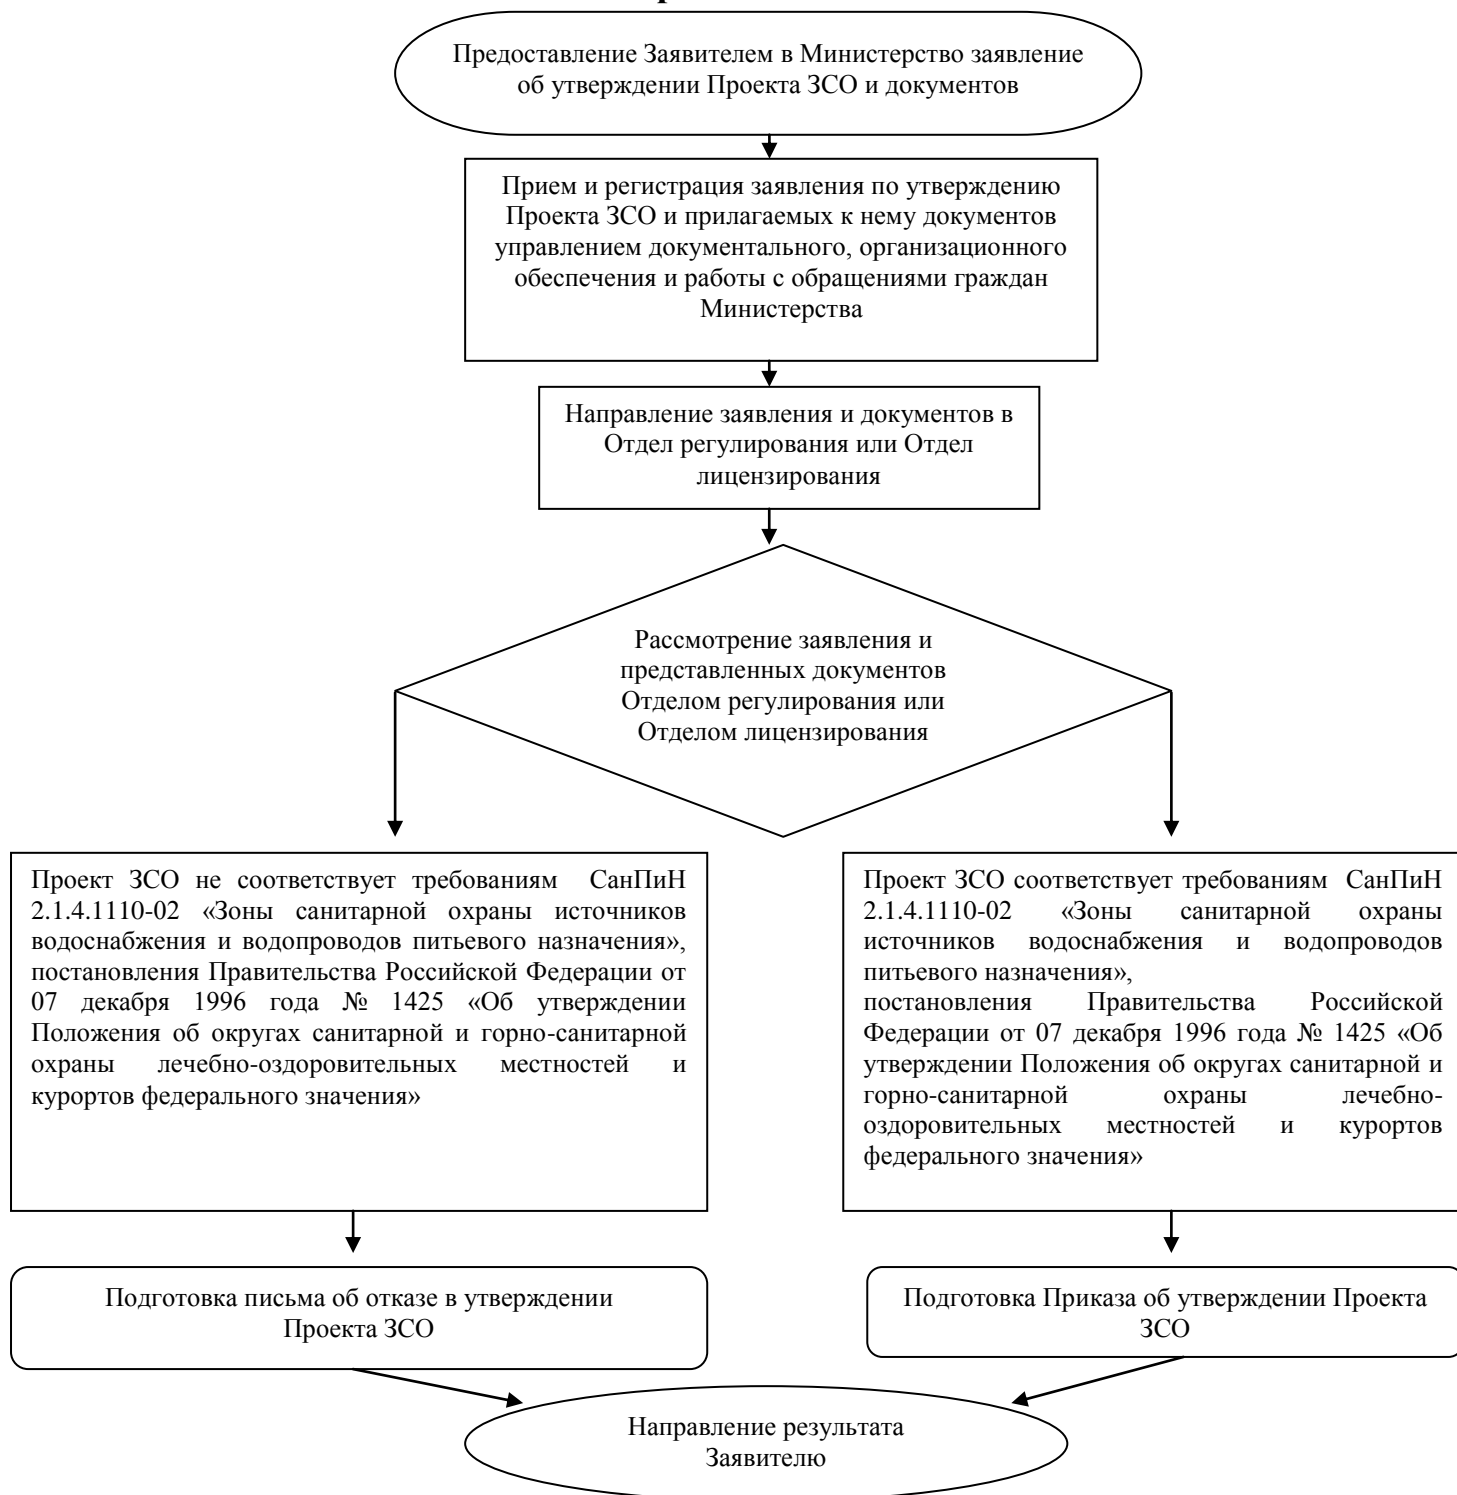 Предоставление Заявителем в Министерство заявление
об утверждении Проекта ЗСО и документов
Прием и регистрация заявления по утверждению
Проекта ЗСО и прилагаемых к нему документов
управлением документального, организационного
обеспечения и работы с обращениями граждан
Министерства
Направление заявления и документов в
Отдел регулирования или Отдел
лицензирования
Рассмотрение заявления и
представленных документов
Отделом регулирования или
Отделом лицензирования
Проект ЗСО не соответствует требованиям СанПиН
2.1.4.1110-02 «Зоны санитарной охраны источников
водоснабжения и водопроводов питьевого назначения»,
постановления Правительства Российской Федерации от
07 декабря 1996 года № 1425 «Об утверждении
Положения об округах санитарной и горно-санитарной
охраны лечебно-оздоровительных местностей и
курортов федерального значения»
Проект ЗСО соответствует требованиям СанПиН
2.1.4.1110-02 «Зоны санитарной охраны
источников водоснабжения и водопроводов
питьевого назначения»,
постановления Правительства Российской
Федерации от 07 декабря 1996 года № 1425 «Об
утверждении Положения об округах санитарной и
горно-санитарной охраны лечебно-
оздоровительных местностей и курортов
федерального значения»
Подготовка письма об отказе в утверждении
Проекта ЗСО
Подготовка Приказа об утверждении Проекта
ЗСО
Направление результата
Заявителю